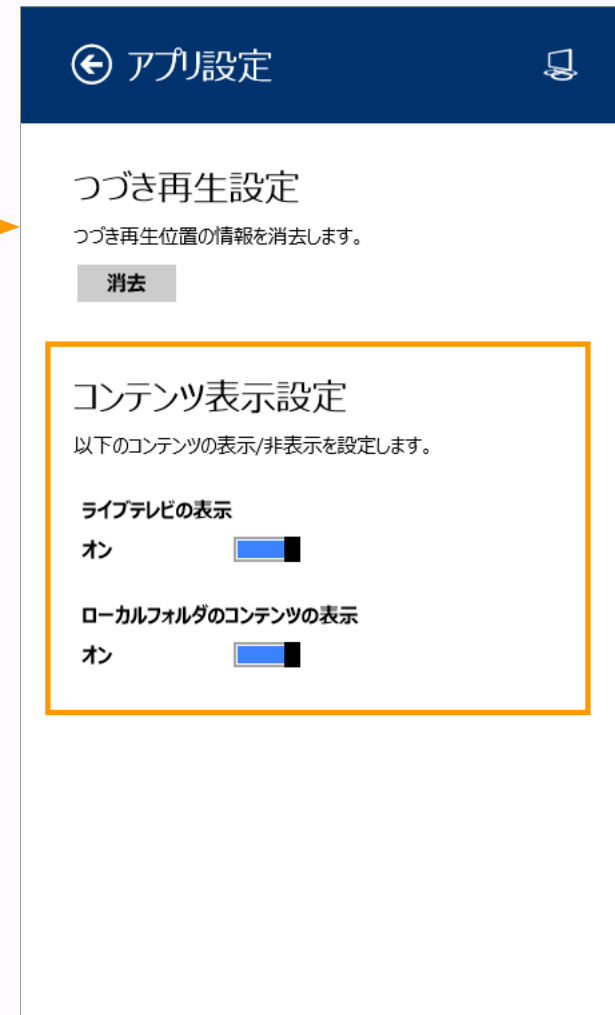 アプリ設定
つづき再生設定
つづき再生位置の情報を消去します。
消去
コンテンツ表示設定
以下のコンテンツの表示/非表示を設定します。
ライブテレビの表示
オン
ローカルフォルダのコンテンツの表示
オン